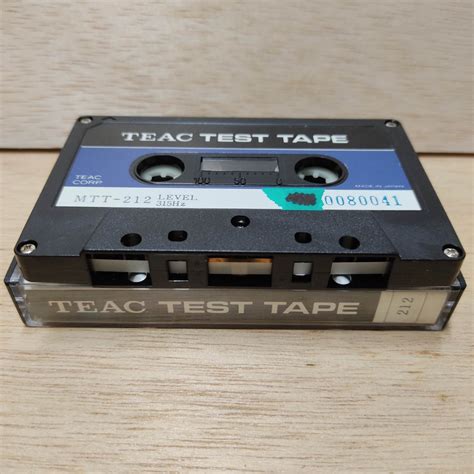 TEAC TEST TAPE
TEAC CORP
100 50 0
MADE IN JAPAN
MTT-212 LEVEL 315Hz
0080041
TEAC TEST TAPE
212